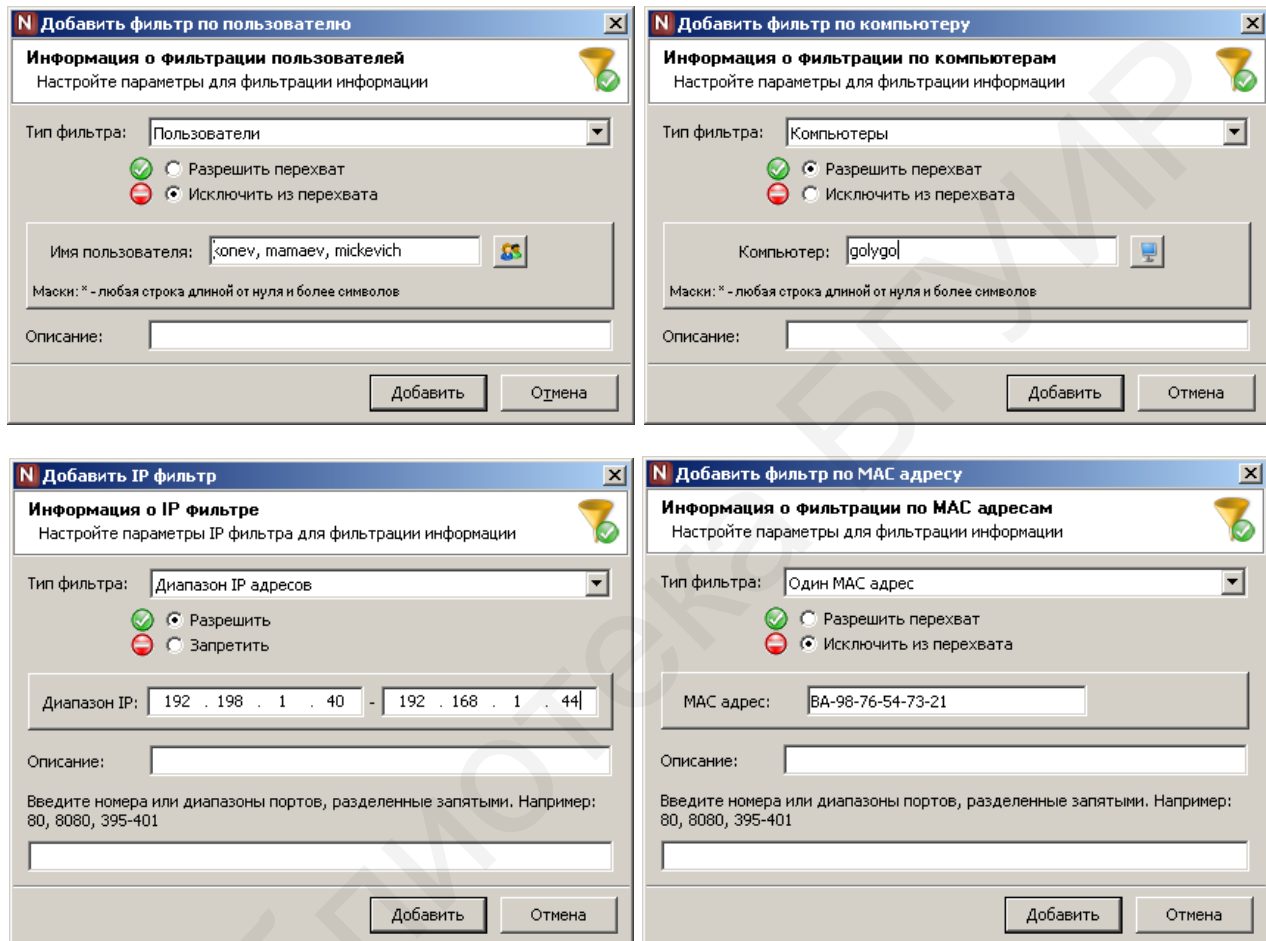 Добавить фильтр по пользователю
Информация о фильтрации пользователей
Настройте параметры для фильтрации информации
Тип фильтра: Пользователи
Разрешить перехват
Исключить из перехвата
Имя пользователя: konev, mamaev, mickevich
Маски: * - любая строка длиной от нуля и более символов
Описание:
Добавить Отмена
Добавить фильтр по компьютеру
Информация о фильтрации по компьютерам
Настройте параметры для фильтрации информации
Тип фильтра: Компьютеры
Разрешить перехват
Исключить из перехвата
Компьютер: golygo
Маски: * - любая строка длиной от нуля и более символов
Описание:
Добавить Отмена
Добавить IP фильтр
Информация о IP фильтре
Настройте параметры IP фильтра для фильтрации информации
Тип фильтра: Диапазон IP адресов
Разрешить
Запретить
Диапазон IP: 192 . 198 . 1 . 40 - 192 . 168 . 1 . 44
Описание:
Введите номера или диапазоны портов, разделенные запятыми. Например:
80, 8080, 395-401
Добавить Отмена
Добавить фильтр по MAC адресу
Информация о фильтрации по MAC адресам
Настройте параметры для фильтрации информации
Тип фильтра: Один MAC адрес
Разрешить перехват
Исключить из перехвата
MAC адрес: BA-98-76-54-73-21
Описание:
Введите номера или диапазоны портов, разделенные запятыми. Например:
80, 8080, 395-401
Добавить Отмена
Библиотека БГУИР